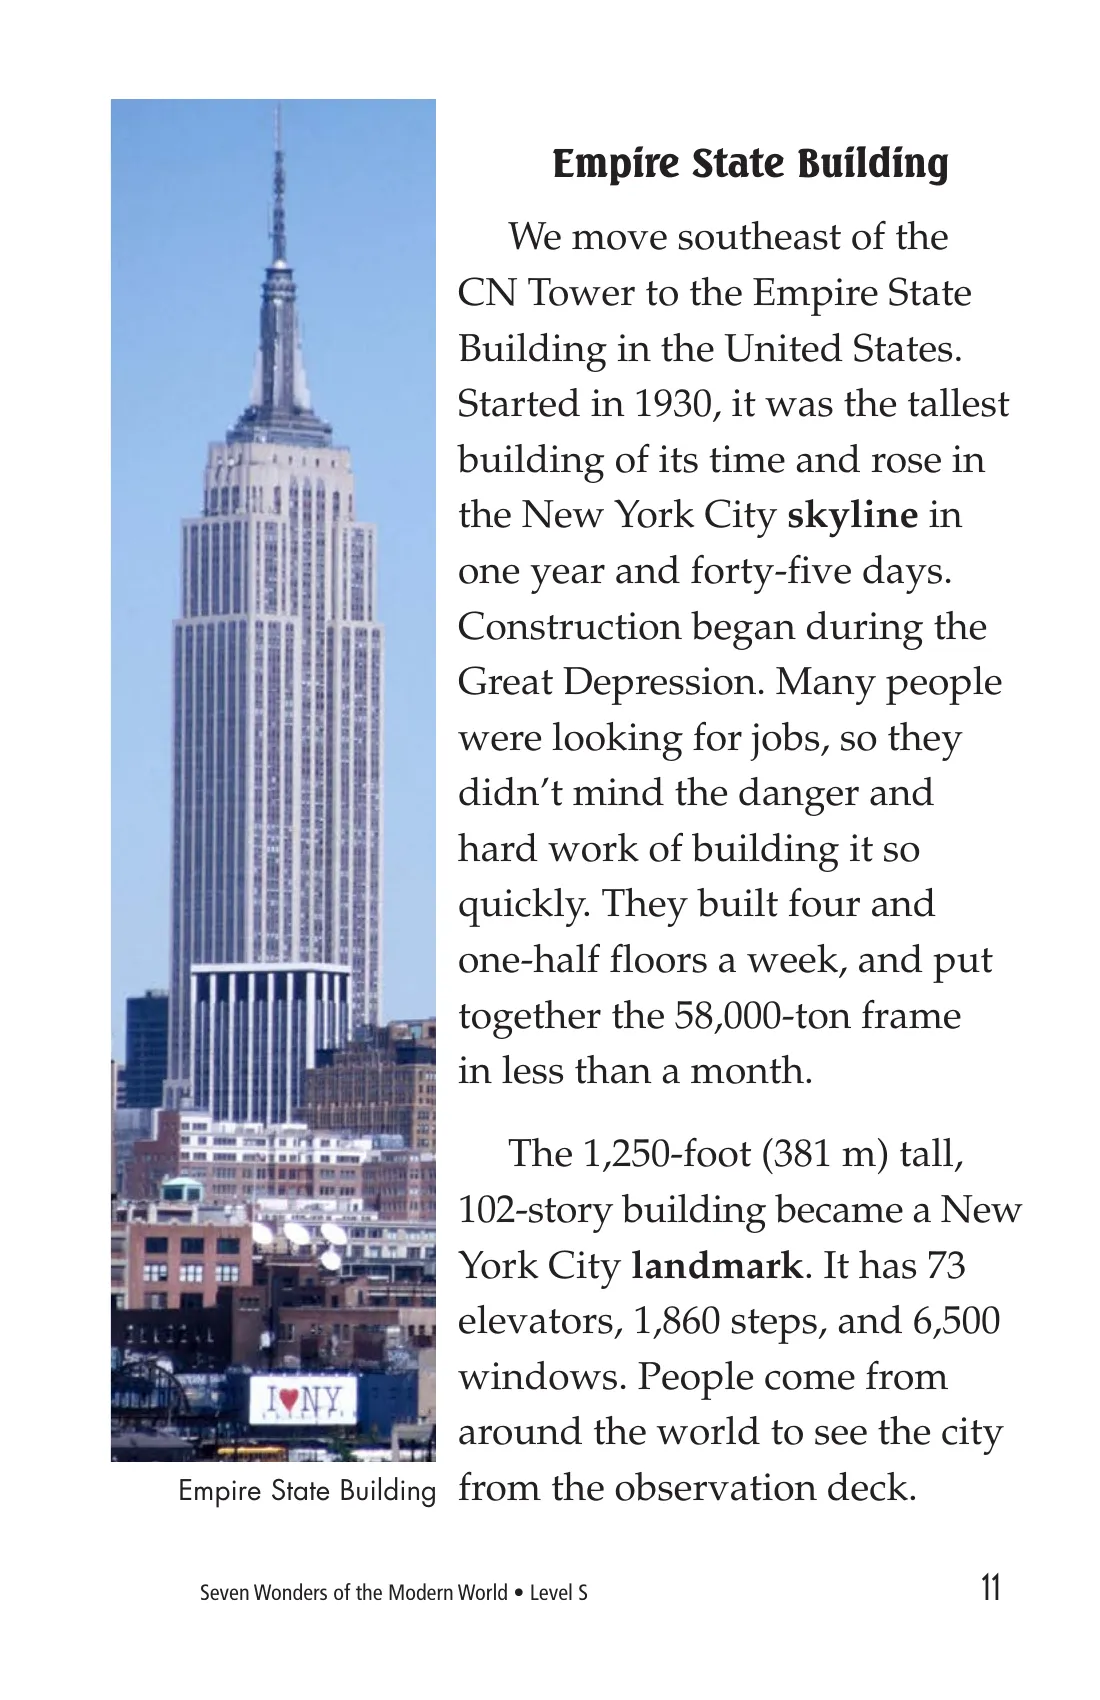 Empire State Building
We move southeast of the
CN Tower to the Empire State
Building in the United States.
Started in 1930, it was the tallest
building of its time and rose in
the New York City skyline in
one year and forty-five days.
Construction began during the
Great Depression. Many people
were looking for jobs, so they
didn’t mind the danger and
hard work of building it so
quickly. They built four and
one-half floors a week, and put
together the 58,000-ton frame
in less than a month.
The 1,250-foot (381 m) tall,
102-story building became a New
York City landmark. It has 73
elevators, 1,860 steps, and 6,500
windows. People come from
around the world to see the city
from the observation deck.
I♥NY
Empire State Building
Seven Wonders of the Modern World • Level S
11